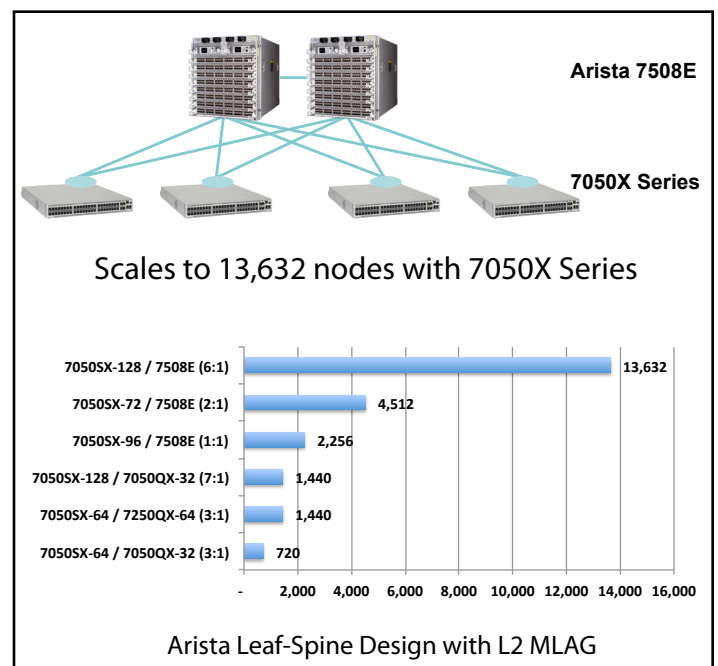 Arista 7508E
7050X Series
Scales to 13,632 nodes with 7050X Series
7050SX-128 / 7508E (6:1) 13,632
7050SX-72 / 7508E (2:1) 4,512
7050SX-96 / 7508E (1:1) 2,256
7050SX-128 / 7050QX-32 (7:1) 1,440
7050SX-64 / 7250QX-64 (3:1) 1,440
7050SX-64 / 7050QX-32 (3:1) 720
- 2,000 4,000 6,000 8,000 10,000 12,000 14,000 16,000
Arista Leaf-Spine Design with L2 MLAG